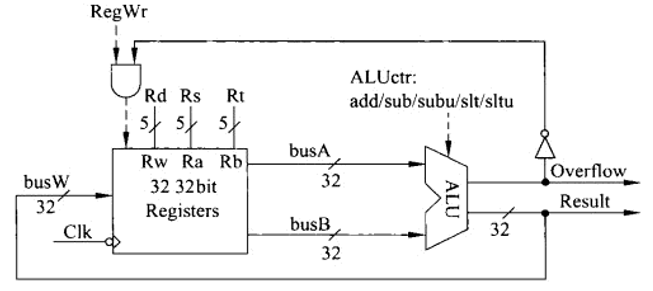 RegWr
ALUctr:
add/sub/subu/slt/sltu
Rd Rs Rt
5 5 5
Rw Ra Rb
32 32bit
Registers
busW
32
Clk
busA
32
busB
32
ALU
Overflow
Result
32